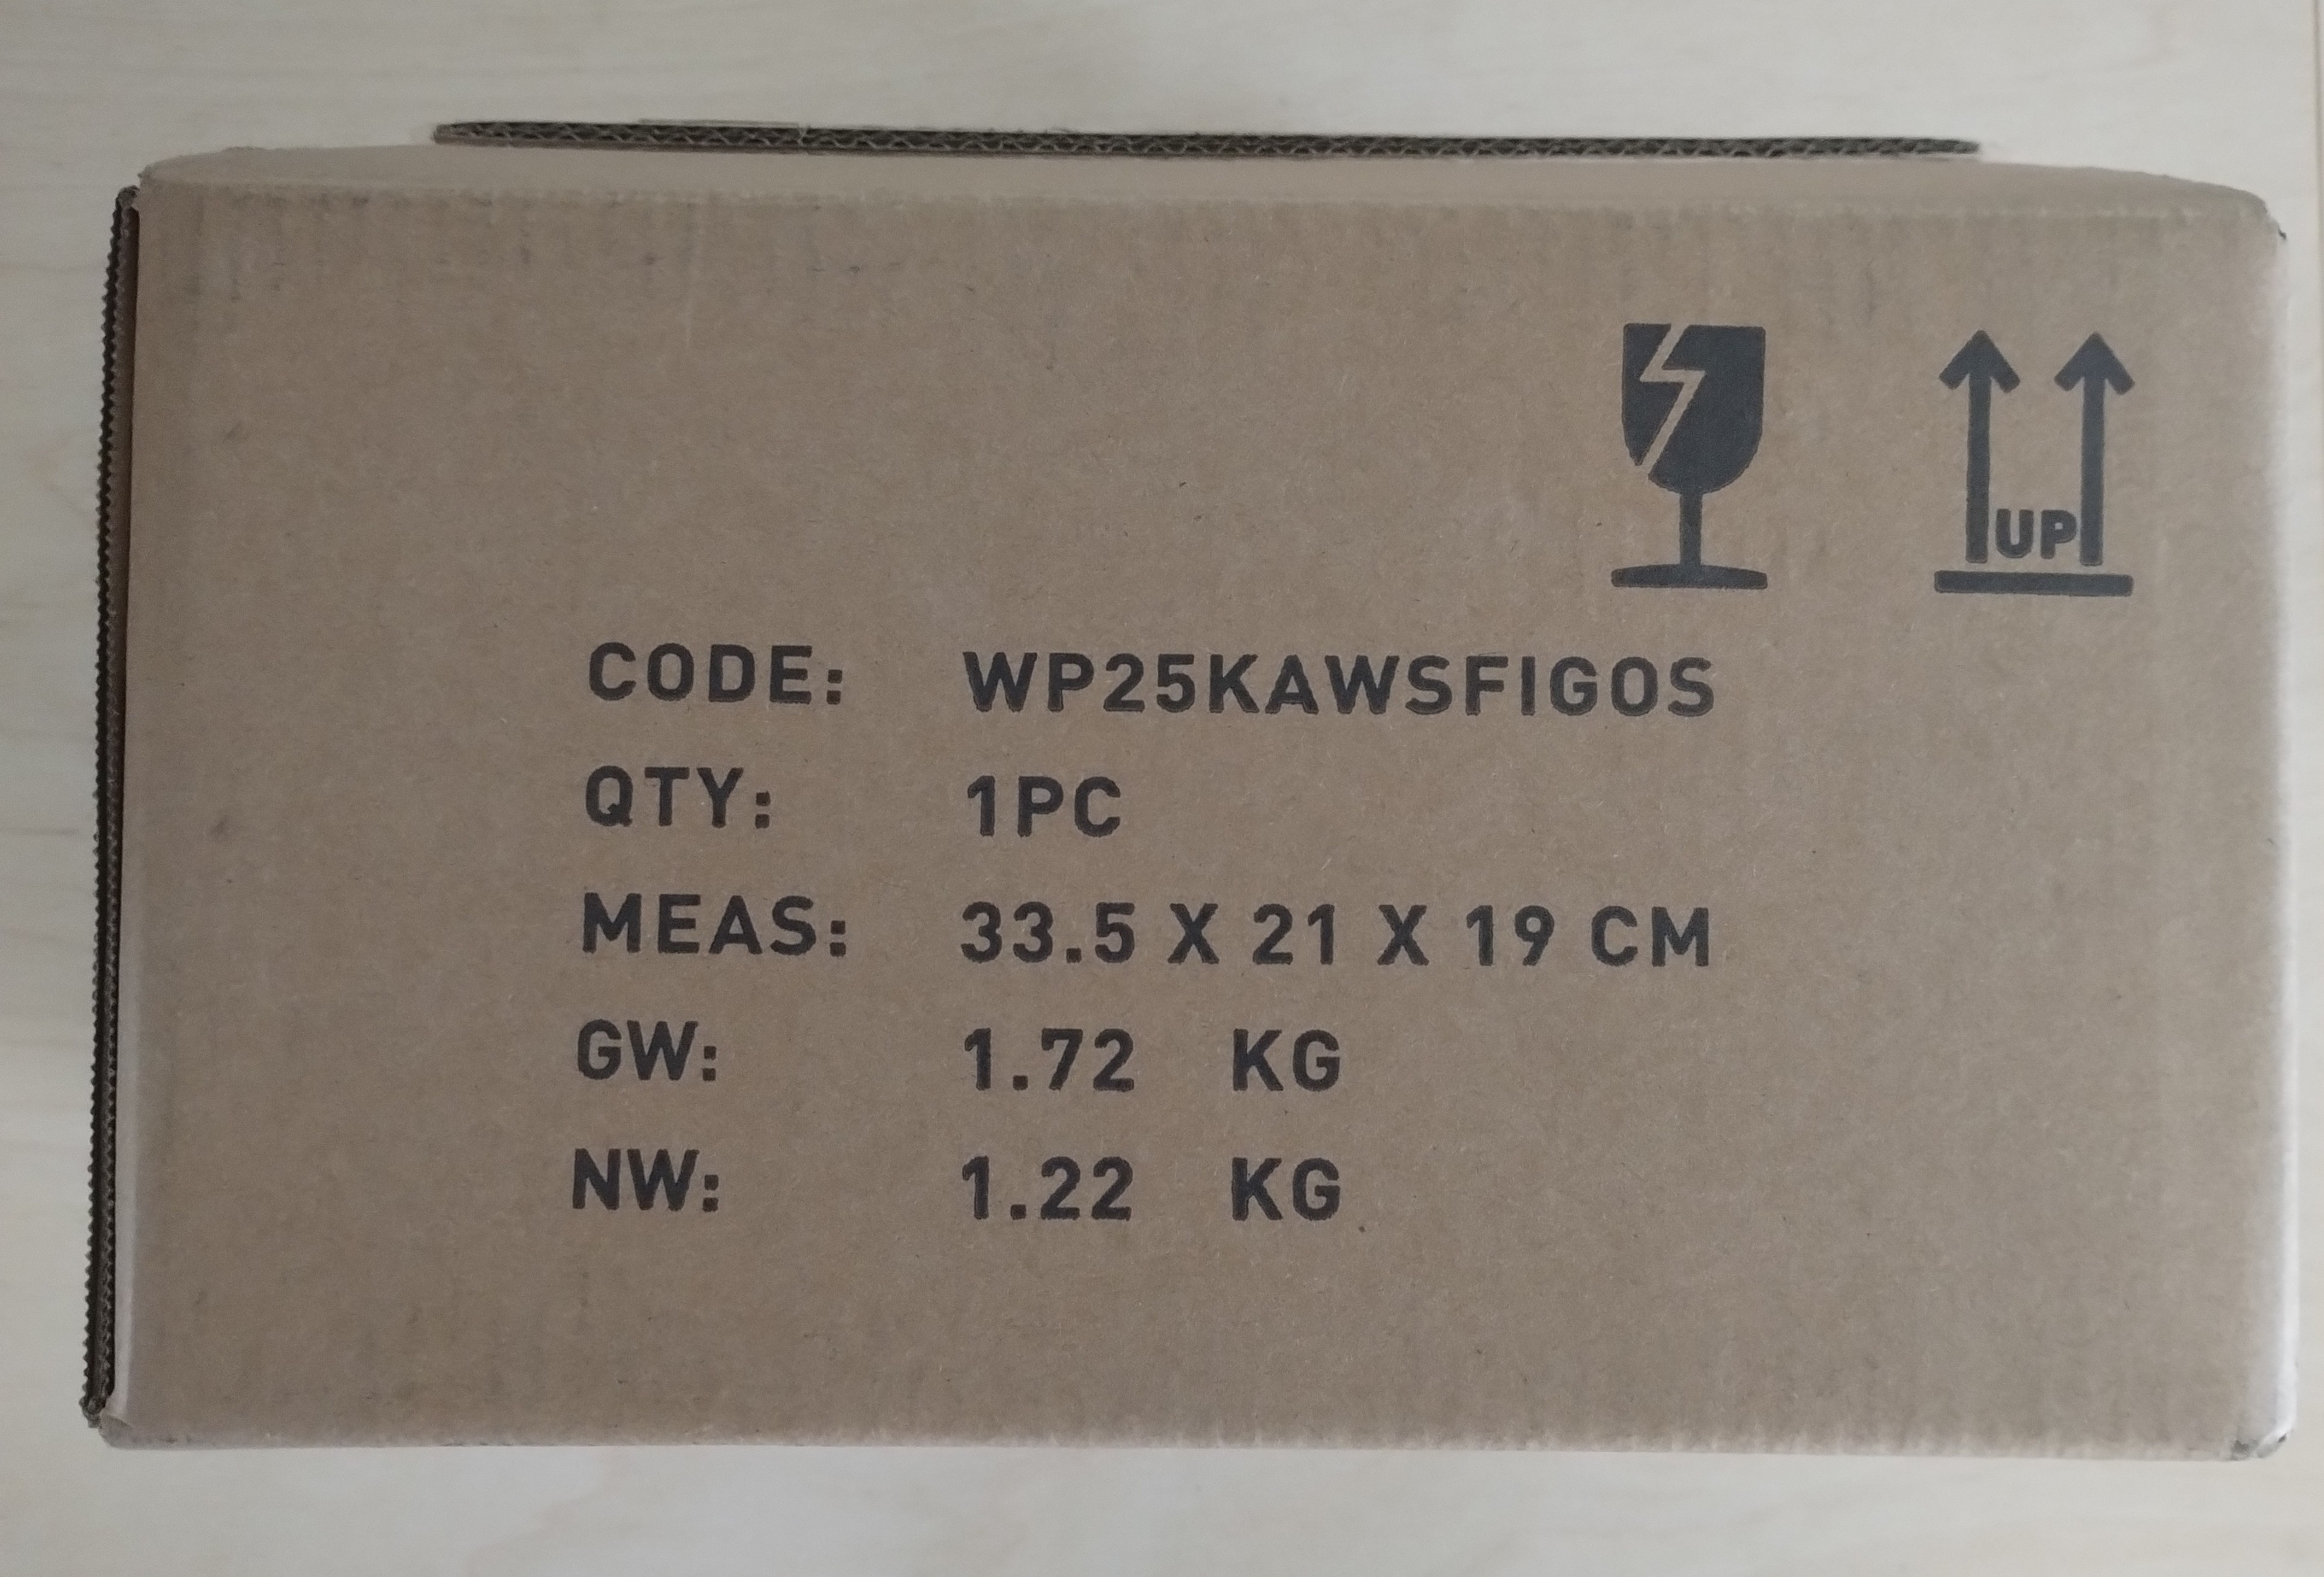 UP
CODE: WP25KAWSFIGOS
QTY: 1PC
MEAS: 33.5 X 21 X 19 CM
GW: 1.72 KG
NW: 1.22 KG